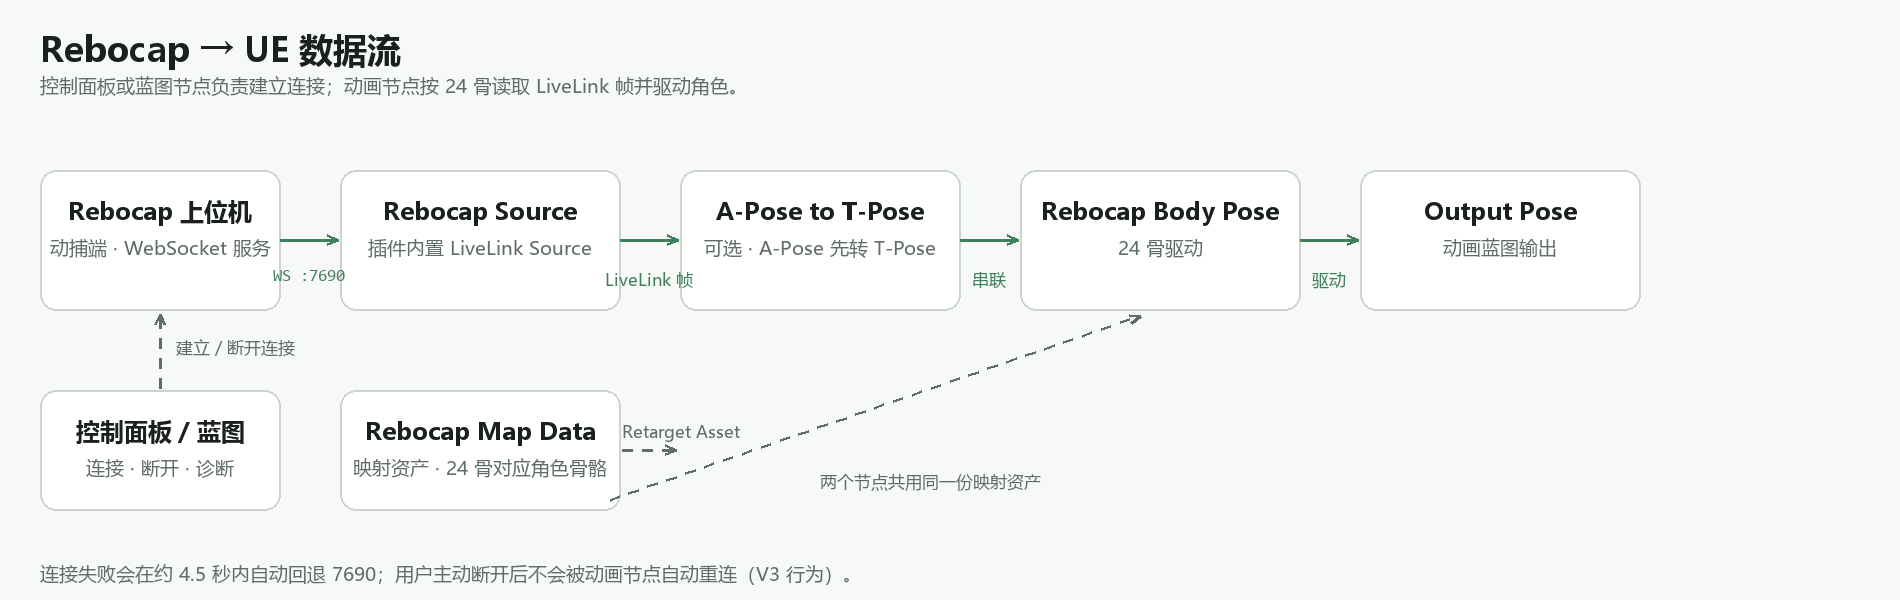 Rebocap → UE 数据流
控制面板或蓝图节点负责建立连接；动画节点按 24 骨读取 LiveLink 帧并驱动角色。
Rebocap 上位机
动捕端 · WebSocket 服务
WS :7690
Rebocap Source
插件内置 LiveLink Source
LiveLink 帧
A-Pose to T-Pose
可选 · A-Pose 先转 T-Pose
串联
Rebocap Body Pose
24 骨驱动
驱动
Output Pose
动画蓝图输出
建立 / 断开连接
控制面板 / 蓝图
连接 · 断开 · 诊断
Rebocap Map Data
映射资产 · 24 骨对应角色骨骼
Retarget Asset
两个节点共用同一份映射资产
连接失败会在约 4.5 秒内自动回退 7690；用户主动断开后不会被动画节点自动重连（V3 行为）。